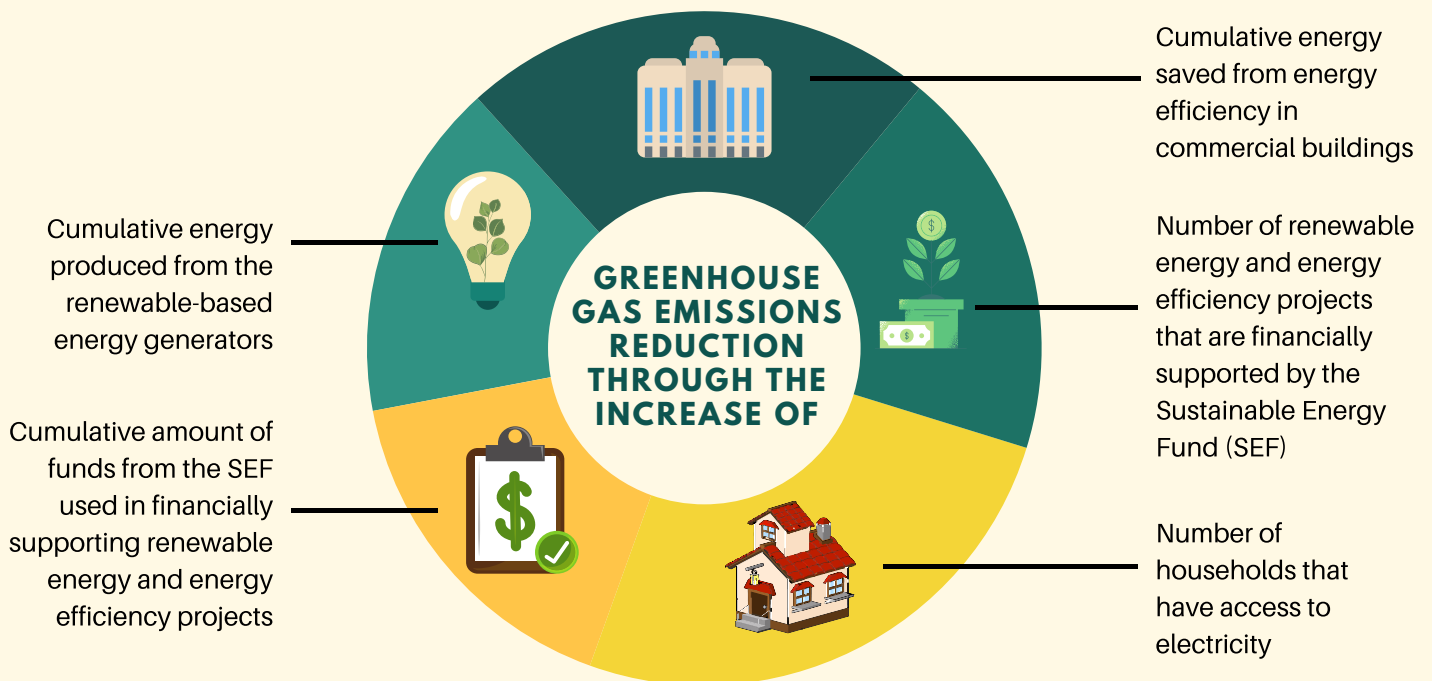 GREENHOUSE
GAS EMISSIONS
REDUCTION
THROUGH THE
INCREASE OF
Cumulative energy
saved from energy
efficiency in
commercial buildings
Number of renewable
energy and energy
efficiency projects
that are financially
supported by the
Sustainable Energy
Fund (SEF)
Number of
households that
have access to
electricity
Cumulative amount of
funds from the SEF
used in financially
supporting renewable
energy and energy
efficiency projects
Cumulative energy
produced from the
renewable-based
energy generators
$
$
$